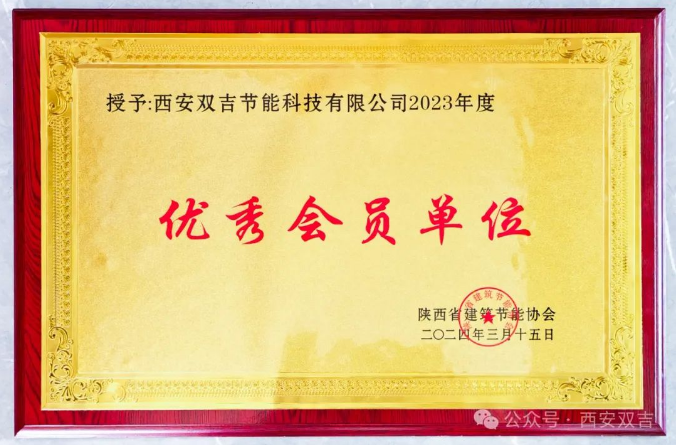 授予:西安双吉节能科技有限公司2023年度
优秀会员单位
陕西省建筑节能协会
二〇二四年三月十五日
公众号·西安双吉